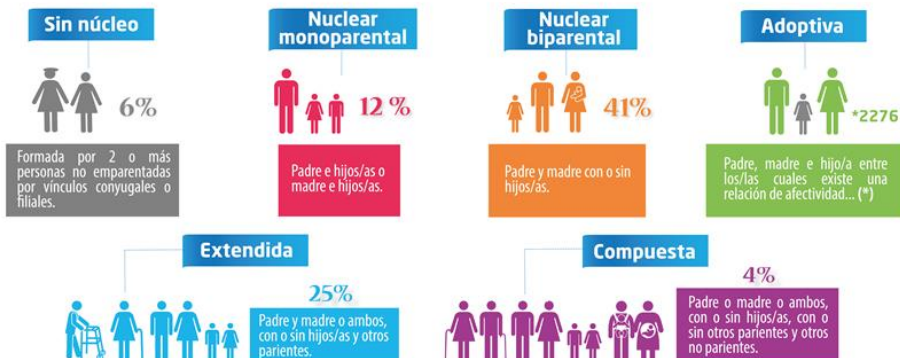 Sin núcleo
6%
Formada por 2 o más
personas no emparentadas
por vínculos conyugales o
filiales.
Nuclear
monoparental
12 %
Padre e hijos/as o
madre e hijos/as.
Nuclear
biparental
41%
Padre y madre con o sin
hijos/as.
Adoptiva
*2276
Padre, madre e hijo/a entre
los/las cuales existe una
relación de afectividad... (*)
Extendida
25%
Padre y madre o ambos,
con o sin hijos/as y otros
parientes.
Compuesta
4%
Padre o madre o ambos,
con o sin hijos/as, con o
sin otros parientes y otros
no parientes.